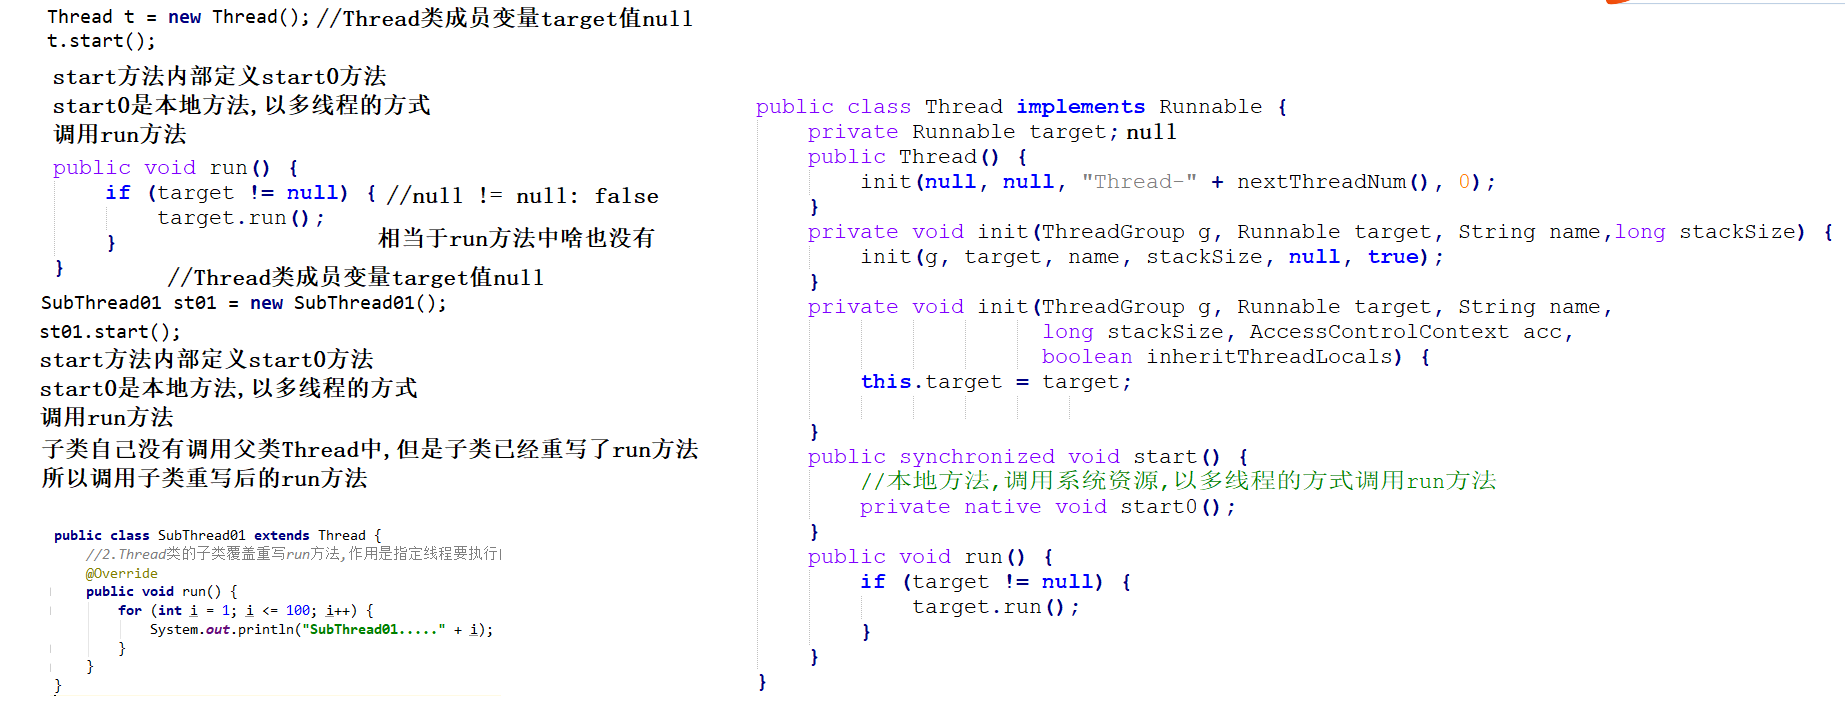 Thread t = new Thread(); //Thread类成员变量target值null
t.start();
start方法内部定义start0方法
start0是本地方法,以多线程的方式
调用run方法
public void run() {
if (target != null) { //null != null: false
target.run();
} 相当于run方法中啥也没有
}
//Thread类成员变量target值null
SubThread01 st01 = new SubThread01();
st01.start();
start方法内部定义start0方法
start0是本地方法,以多线程的方式
调用run方法
子类自己没有调用父类Thread中,但是子类已经重写了run方法
所以调用子类重写后的run方法
public class SubThread01 extends Thread {
//2.Thread类的子类覆盖重写run方法,作用是指定线程要执行
@Override
public void run() {
for (int i = 1; i <= 100; i++) {
System.out.println("SubThread01....." + i);
}
}
}
public class Thread implements Runnable {
private Runnable target; null
public Thread() {
init(null, null, "Thread-" + nextThreadNum(), 0);
}
private void init(ThreadGroup g, Runnable target, String name,long stackSize) {
init(g, target, name, stackSize, null, true);
}
private void init(ThreadGroup g, Runnable target, String name,
long stackSize, AccessControlContext acc,
boolean inheritThreadLocals) {
this.target = target;
}
public synchronized void start() {
//本地方法,调用系统资源,以多线程的方式调用run方法
private native void start0();
}
public void run() {
if (target != null) {
target.run();
}
}
}